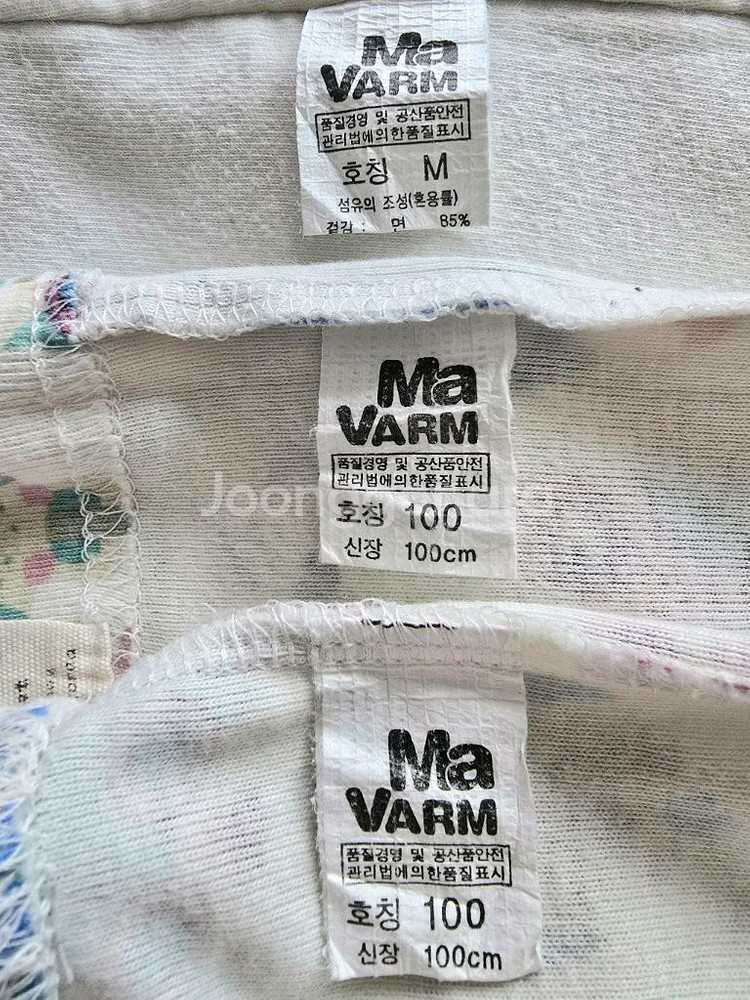 Ma
VARM
품질경영 및 공산품안전
관리법에의한품질표시
호칭 M
섬유의 조성(혼용률)
겉감: 면 85%
Ma
VARM
품질경영 및 공산품안전
관리법에의한품질표시
호칭 100
신장 100cm
Ma
VARM
품질경영 및 공산품안전
관리법에의한품질표시
호칭 100
신장 100cm